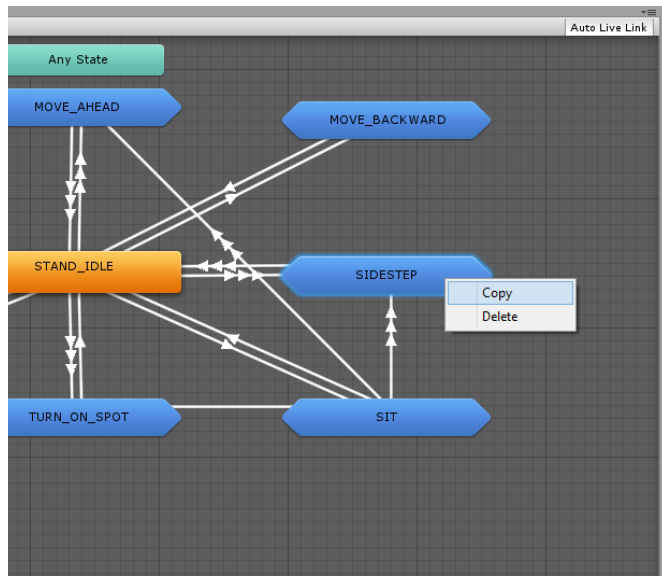 Auto Live Link
Any State
MOVE_AHEAD
MOVE_BACKWARD
STAND_IDLE
SIDESTEP
Copy
Delete
TURN_ON_SPOT
SIT